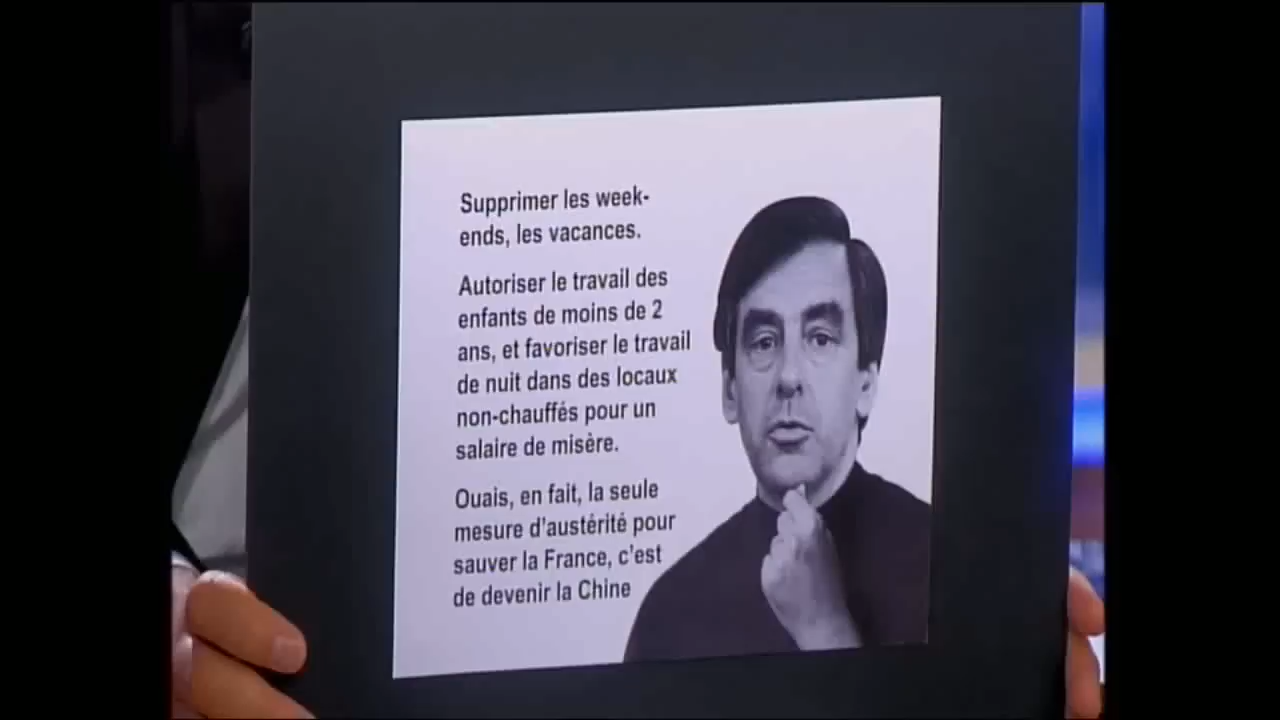 Supprimer les week-
ends, les vacances.
Autoriser le travail des
enfants de moins de 2
ans, et favoriser le travail
de nuit dans des locaux
non-chauffés pour un
salaire de misère.
Ouais, en fait, la seule
mesure d'austérité pour
sauver la France, c'est
de devenir la Chine